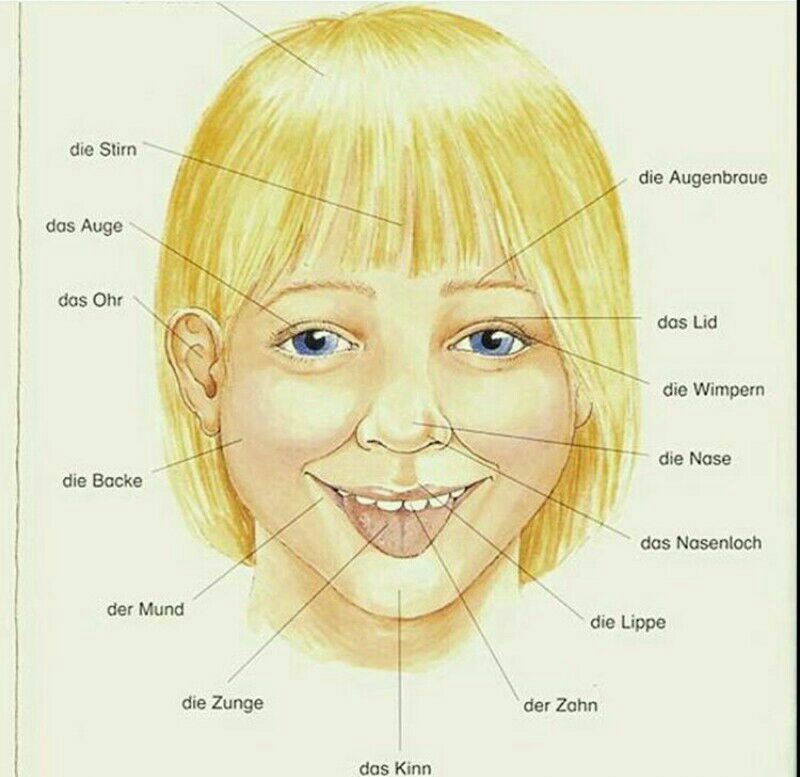 die Stirn
die Augenbraue
das Auge
das Ohr
das Lid
die Wimpern
die Nase
die Backe
das Nasenloch
der Mund
die Lippe
die Zunge
der Zahn
das Kinn